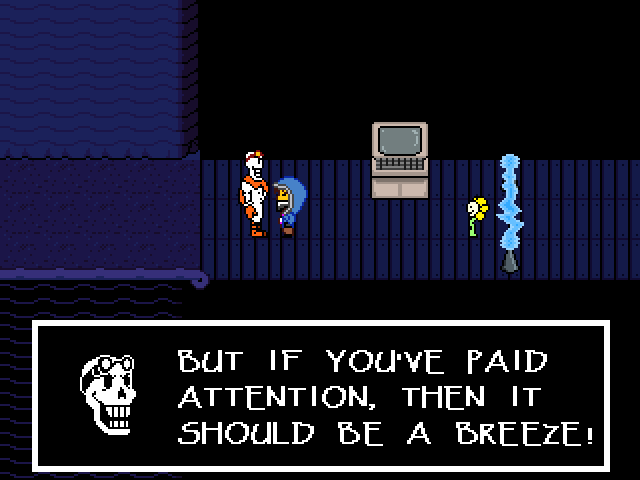 BUT IF YOU'VE PAID
ATTENTION, THEN IT
SHOULD BE A BREEZE!